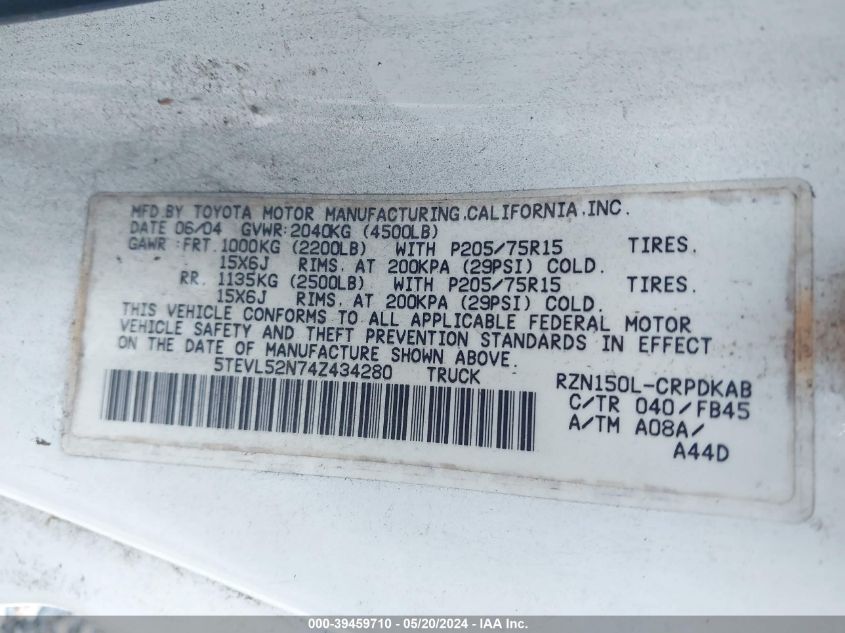 MFD.BY TOYOTA MOTOR MANUFACTURING,CALIFORNIA,INC.
DATE 06/04 GVWR:2040KG (4500LB)
GAWR :FRT.1000KG (2200LB) WITH P205/75R15 TIRES.
15X6J RIMS, AT 200KPA (29PSI) COLD.
RR. 1135KG (2500LB) WITH P205/75R15 TIRES.
15X6J RIMS, AT 200KPA (29PSI) COLD.
THIS VEHICLE CONFORMS TO ALL APPLICABLE FEDERAL MOTOR
VEHICLE SAFETY AND THEFT PREVENTION STANDARDS IN EFFECT
ON THE DATE OF MANUFACTURE SHOWN ABOVE.
5TEVL52N74Z434280 TRUCK
RZN150L-CRPDKAB
C/TR 040/FB45
A/TM A08A/
A44D
000-39459710 | 05/20/2024 - IAA Inc.